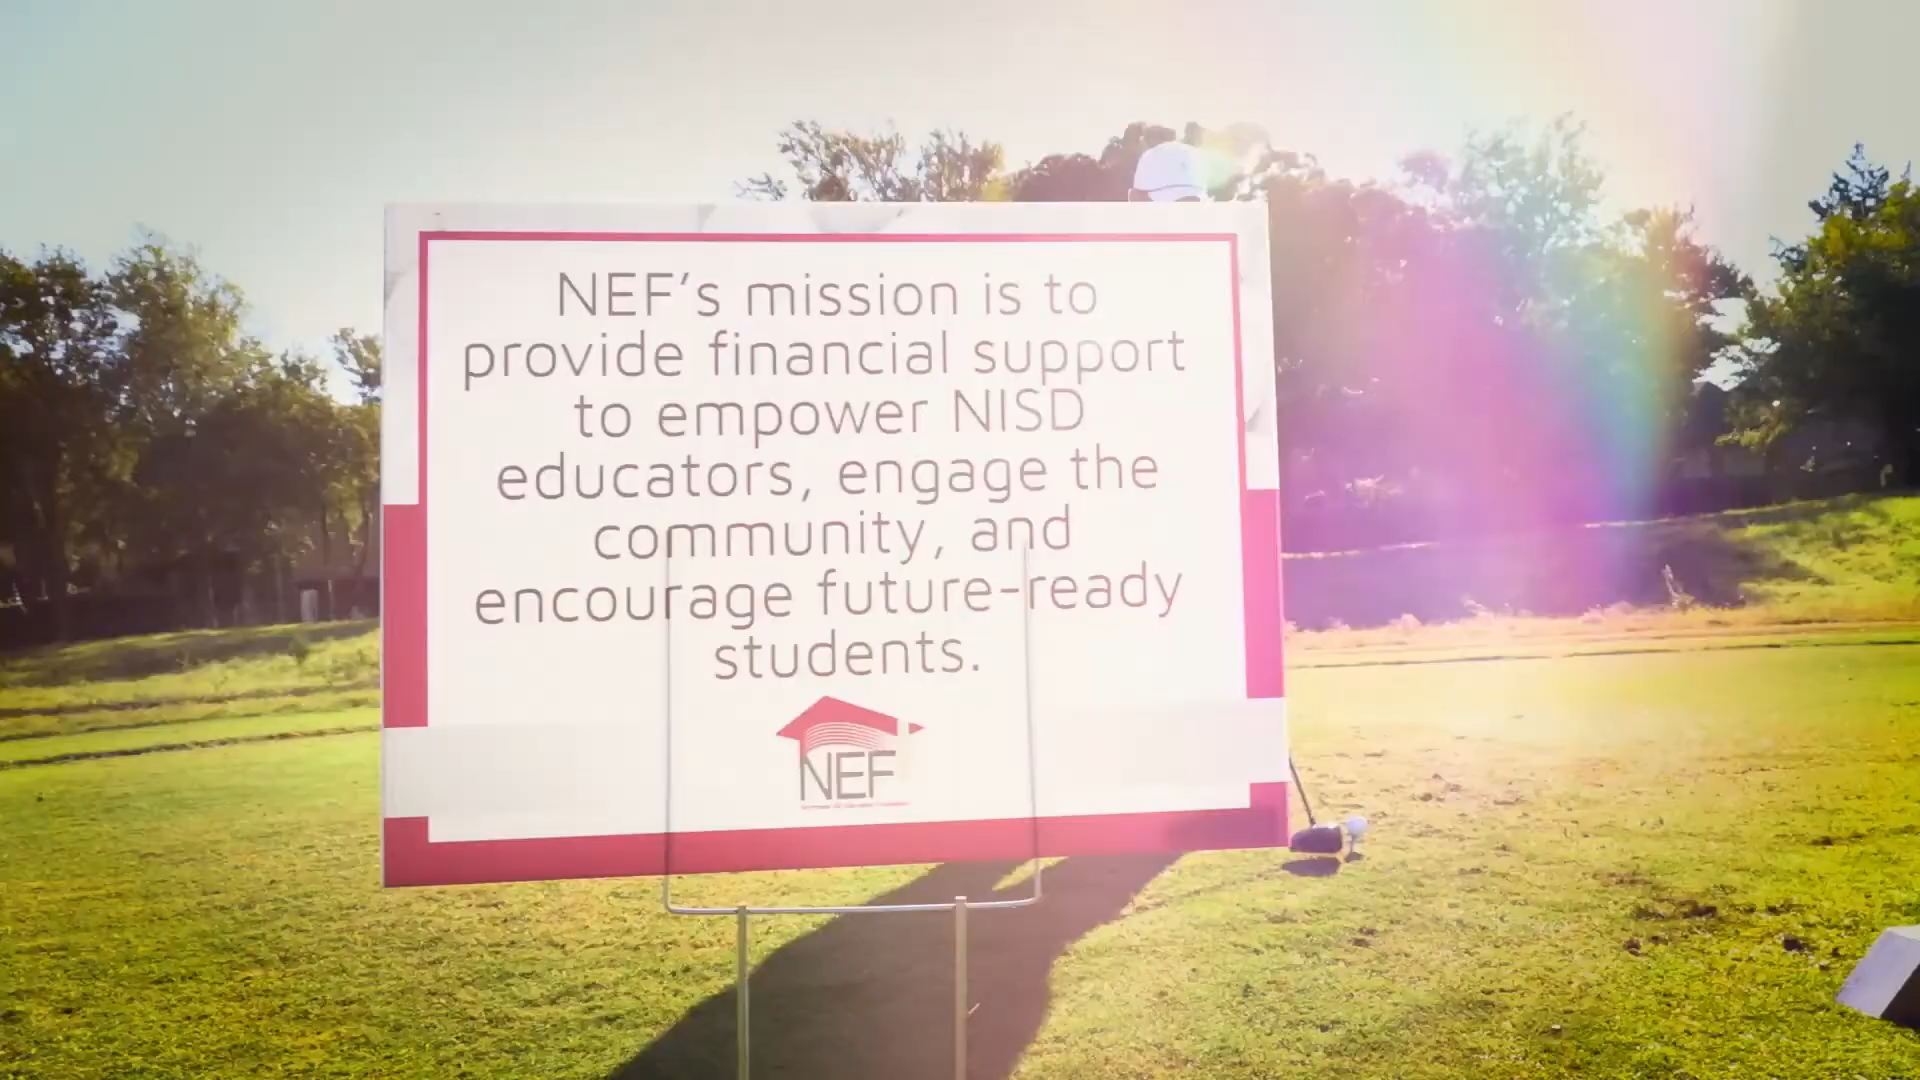 NEF's mission is to
provide financial support
to empower NISD
educators, engage the
community, and
encourage future-ready
students.
NEF